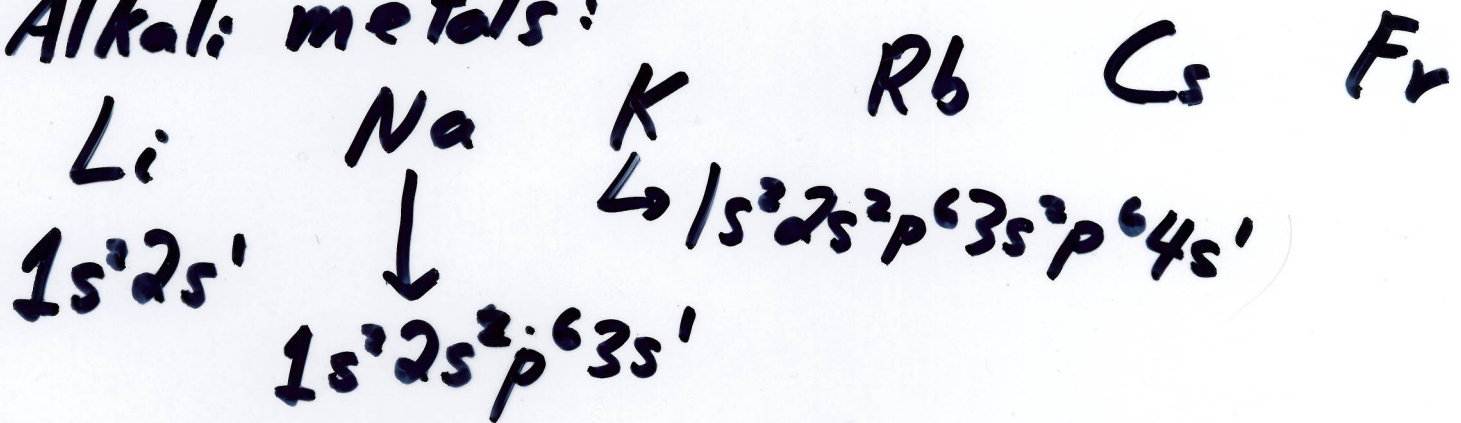 Alkali metals:
Li Na K Rb Cs Fr
↳ 1s²2s²p⁶3s²p⁶4s¹
1s²2s¹
↓
1s²2s²p⁶3s¹